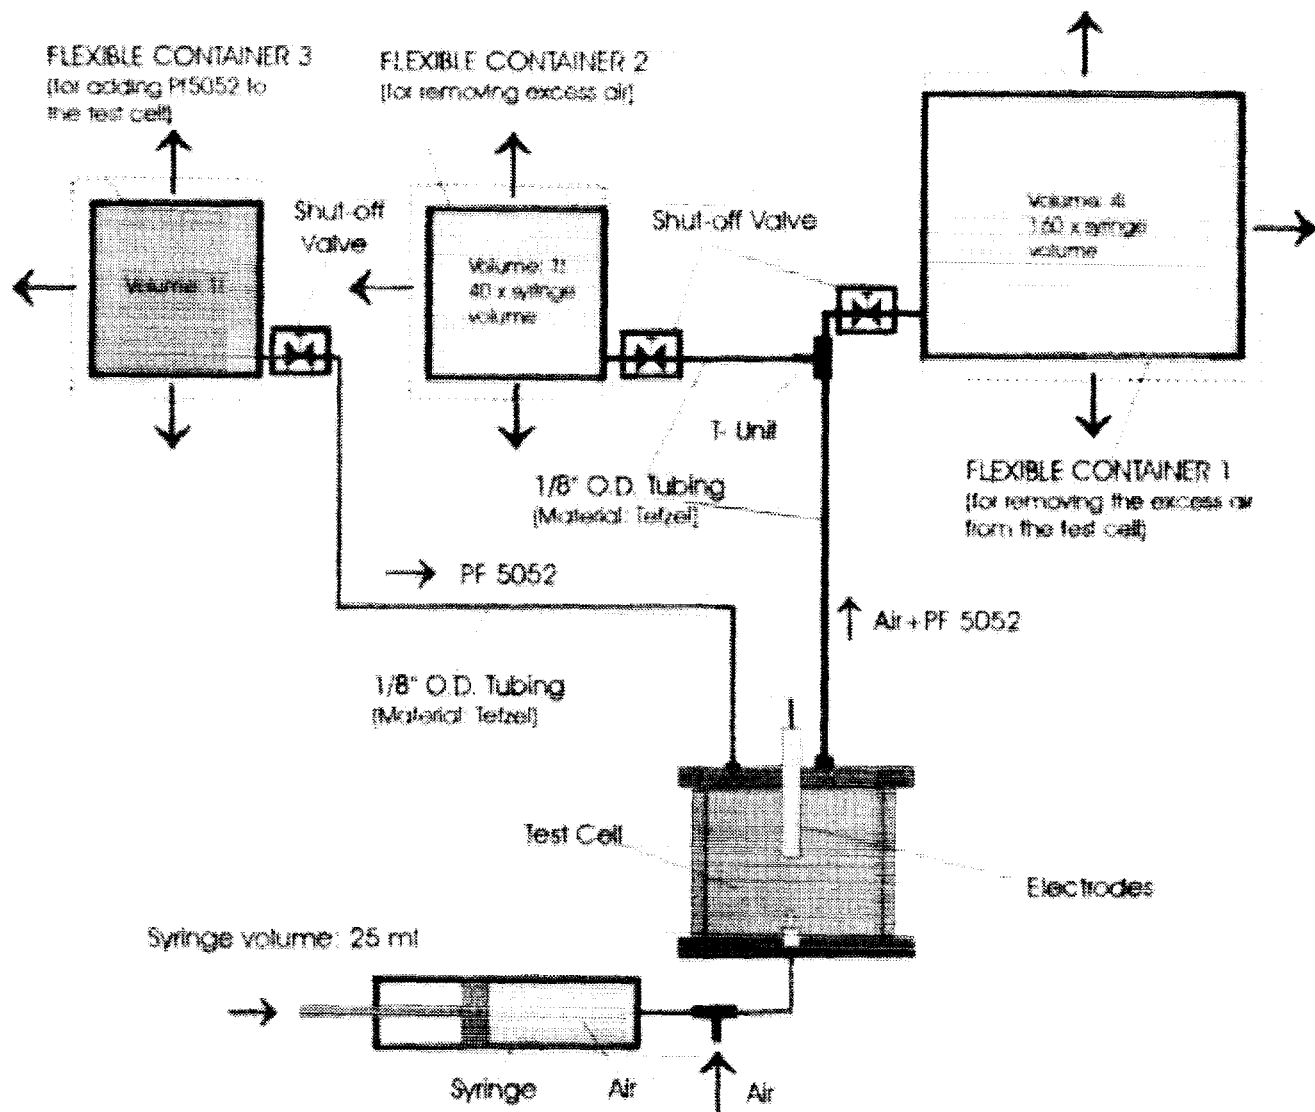 FLEXIBLE CONTAINER 3
(for adding Pf5052 to
the test cell)
FLEXIBLE CONTAINER 2
(for removing excess air)
Shut-off
Valve
Shut-off Valve
Volume: 1l
Volume: 1l
40 x syringe
volume
Volume: 4l
160 x syringe
volume
T- Unit
1/8" O.D. Tubing
(Material: Tefzel)
FLEXIBLE CONTAINER 1
(for removing the excess air
from the test cell)
PF 5052
Air+PF 5052
1/8" O.D. Tubing
(Material: Tefzel)
Test Cell
Electrodes
Syringe volume: 25 ml
Syringe
Air
Air